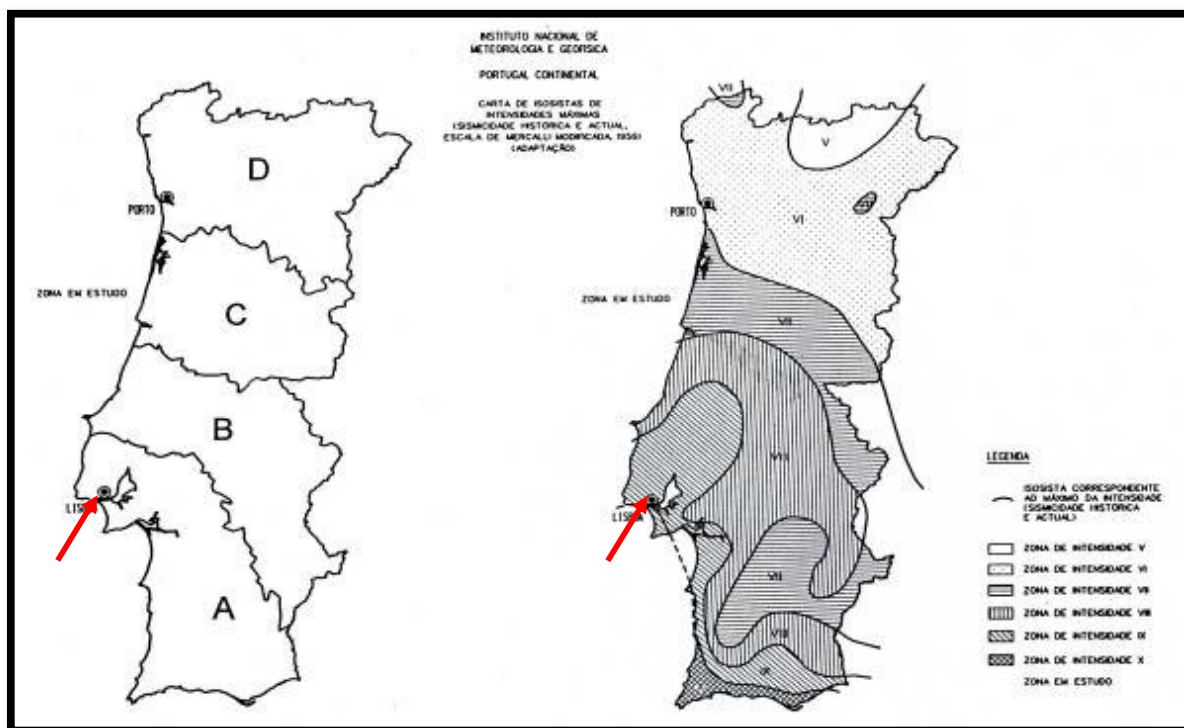 INSTITUTO NACIONAL DE
METEOROLOGIA E GEOFISICA
PORTUGAL CONTINENTAL
CARTA DE ISOSISTAS DE
INTENSIDADES MÁXIMAS
(SISMICIDADE HISTÓRICA E ACTUAL,
ESCALA DE MERCALLI MODIFICADA, 1956)
(ADAPTAÇÃO)
D
PORTO
ZONA EM ESTUDO
C
B
A
VII
V
PORTO
VI
ZONA EM ESTUDO
VII
VIII
LISBOA
VII
VIII
IX
LEGENDA
ISOSISTA CORRESPONDENTE
AO MÁXIMO DA INTENSIDADE
(SISMICIDADE HISTÓRICA
E ACTUAL)
ZONA DE INTENSIDADE V
ZONA DE INTENSIDADE VI
ZONA DE INTENSIDADE VII
ZONA DE INTENSIDADE VIII
ZONA DE INTENSIDADE IX
ZONA DE INTENSIDADE X
ZONA EM ESTUDO